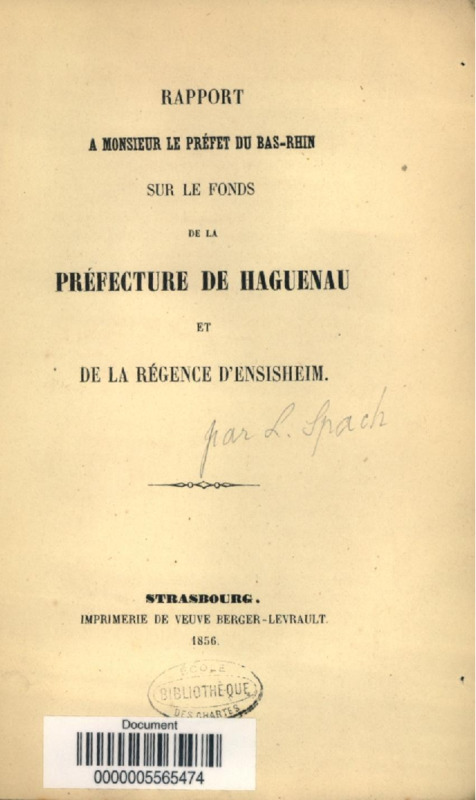 RAPPORT
A MONSIEUR LE PRÉFET DU BAS-RHIN
SUR LE FONDS
DE LA
PRÉFECTURE DE HAGUENAU
ET
DE LA RÉGENCE D'ENSISHEIM.
par L. Spach
STRASBOURG.
IMPRIMERIE DE VEUVE BERGER-LEVRAULT.
1856.
ÉCOLE
BIBLIOTHÈQUE
DES CHARTES
Document
0000005565474